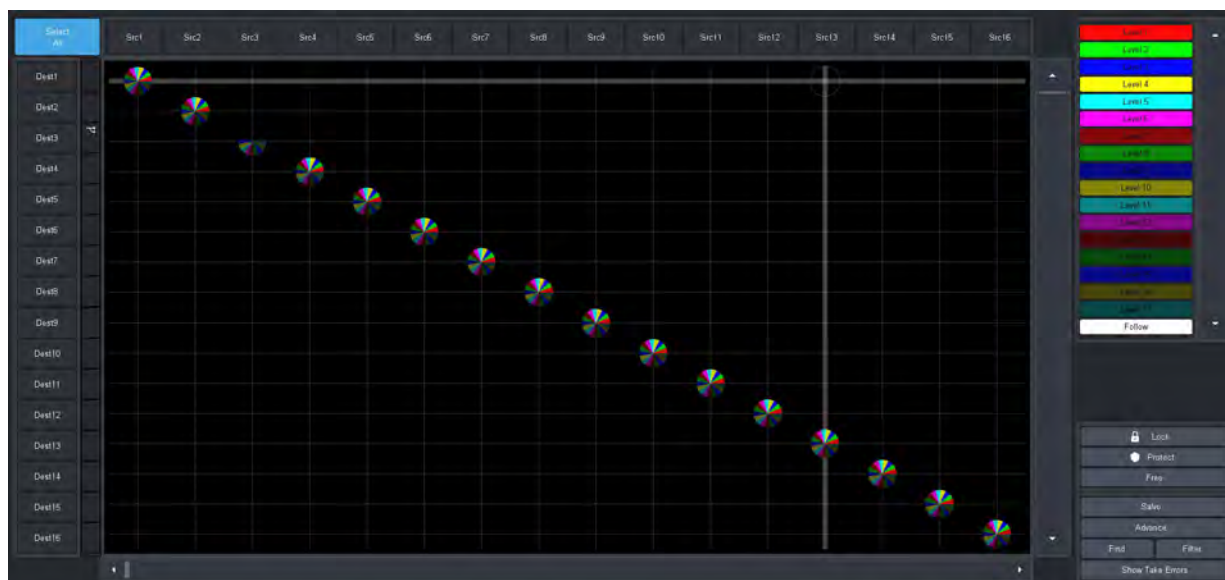 Select
All
Src1 Src2 Src3 Src4 Src5 Src6 Src7 Src8 Src9 Src10 Src11 Src12 Src13 Src14 Src15 Src16
Dest1
Dest2
Dest3
Dest4
Dest5
Dest6
Dest7
Dest8
Dest9
Dest10
Dest11
Dest12
Dest13
Dest14
Dest15
Dest16
Level 2
Level 4
Level 5
Level 10
Level 11
Follow
Lock
Protect
Free
Salvo
Advance
Find Filter
Show Take Errors